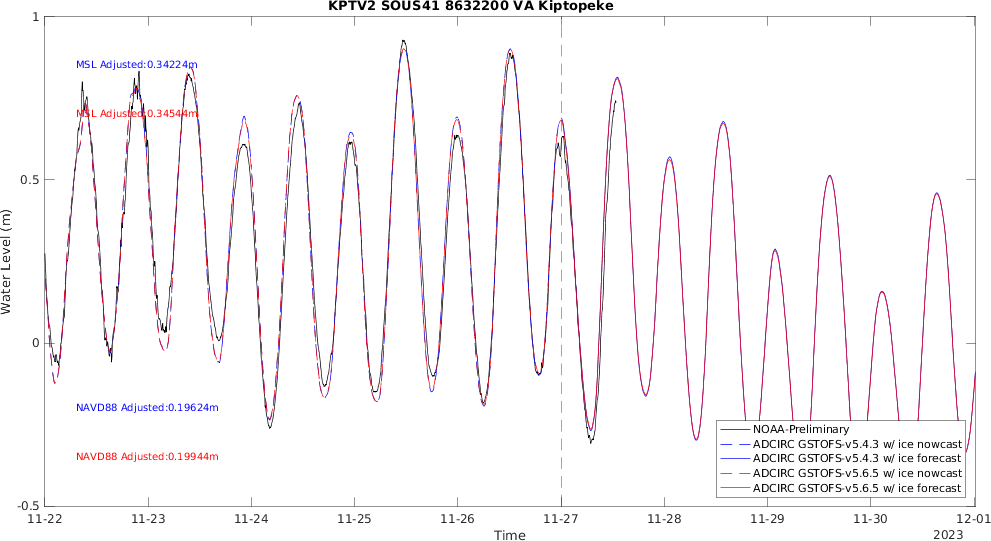 KPTV2 SOUS41 8632200 VA Kiptopeke
1
MSL Adjusted:0.34224m
MSL Adjusted:0.34544m
0.5
Water Level (m)
0
NAVD88 Adjusted:0.19624m
NAVD88 Adjusted:0.19944m
NOAA-Preliminary
ADCIRC GSTOFS-v5.4.3 w/ ice nowcast
ADCIRC GSTOFS-v5.4.3 w/ ice forecast
ADCIRC GSTOFS-v5.6.5 w/ ice nowcast
ADCIRC GSTOFS-v5.6.5 w/ ice forecast
-0.5
11-22 11-23 11-24 11-25 11-26 11-27 11-28 11-29 11-30 12-01
Time
2023